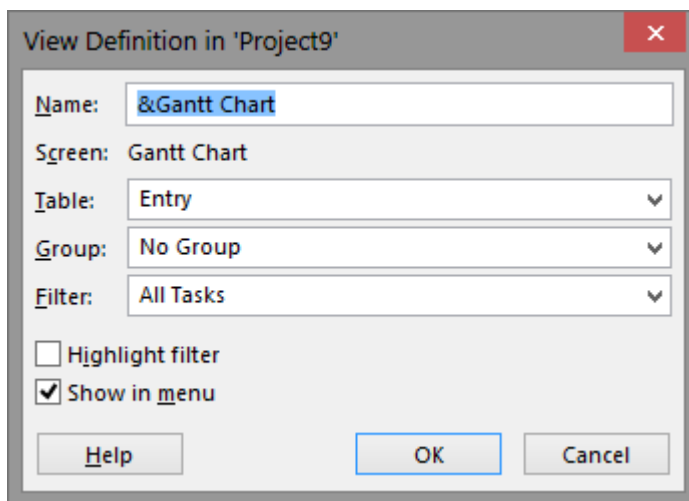 View Definition in 'Project9'
Name: &Gantt Chart
Screen: Gantt Chart
Table: Entry
Group: No Group
Filter: All Tasks
Highlight filter
Show in menu
Help OK Cancel